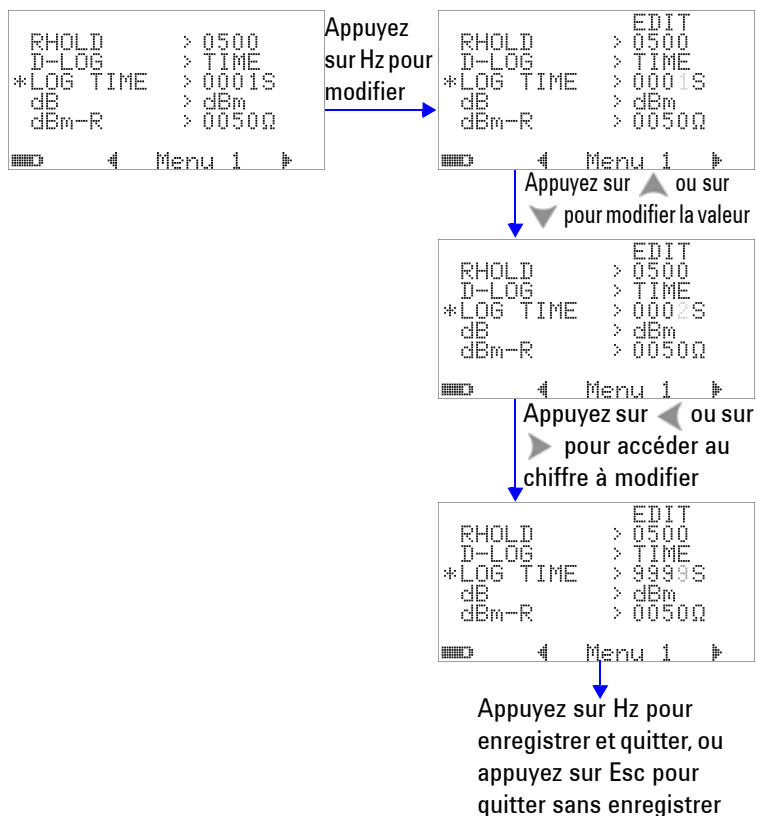 RHOLD > 0500
D-LOG > TIME
*LOG TIME > 0001S
dB > dBm
dBm-R > 0050Ω
Menu 1
Appuyez
sur Hz pour
modifier
EDIT
RHOLD > 0500
D-LOG > TIME
*LOG TIME > 0001S
dB > dBm
dBm-R > 0050Ω
Menu 1
Appuyez sur ou sur
pour modifier la valeur
EDIT
RHOLD > 0500
D-LOG > TIME
*LOG TIME > 0002S
dB > dBm
dBm-R > 0050Ω
Menu 1
Appuyez sur ou sur
pour accéder au
chiffre à modifier
EDIT
RHOLD > 0500
D-LOG > TIME
*LOG TIME > 9999S
dB > dBm
dBm-R > 0050Ω
Menu 1
Appuyez sur Hz pour
enregistrer et quitter, ou
appuyez sur Esc pour
quitter sans enregistrer